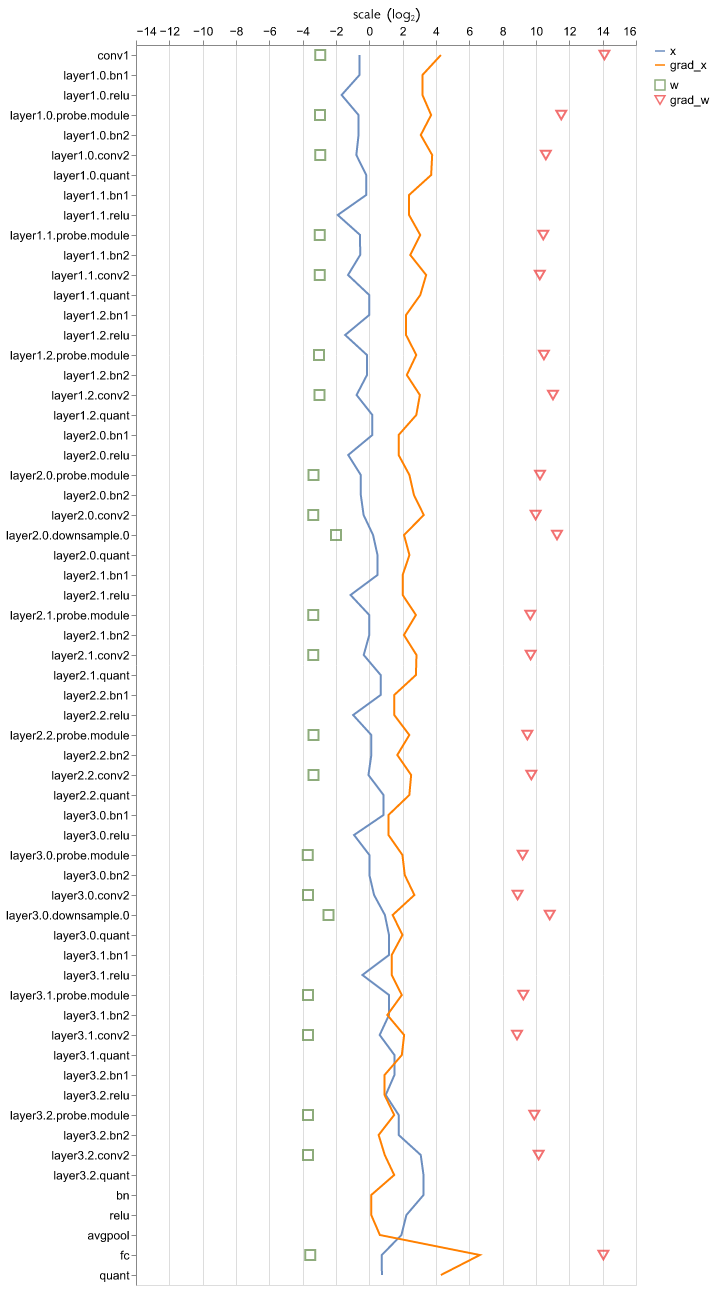 scale (log₂)
−14 −12 −10 −8 −6 −4 −2 0 2 4 6 8 10 12 14 16
x
grad_x
w
grad_w
conv1
layer1.0.bn1
layer1.0.relu
layer1.0.probe.module
layer1.0.bn2
layer1.0.conv2
layer1.0.quant
layer1.1.bn1
layer1.1.relu
layer1.1.probe.module
layer1.1.bn2
layer1.1.conv2
layer1.1.quant
layer1.2.bn1
layer1.2.relu
layer1.2.probe.module
layer1.2.bn2
layer1.2.conv2
layer1.2.quant
layer2.0.bn1
layer2.0.relu
layer2.0.probe.module
layer2.0.bn2
layer2.0.conv2
layer2.0.downsample.0
layer2.0.quant
layer2.1.bn1
layer2.1.relu
layer2.1.probe.module
layer2.1.bn2
layer2.1.conv2
layer2.1.quant
layer2.2.bn1
layer2.2.relu
layer2.2.probe.module
layer2.2.bn2
layer2.2.conv2
layer2.2.quant
layer3.0.bn1
layer3.0.relu
layer3.0.probe.module
layer3.0.bn2
layer3.0.conv2
layer3.0.downsample.0
layer3.0.quant
layer3.1.bn1
layer3.1.relu
layer3.1.probe.module
layer3.1.bn2
layer3.1.conv2
layer3.1.quant
layer3.2.bn1
layer3.2.relu
layer3.2.probe.module
layer3.2.bn2
layer3.2.conv2
layer3.2.quant
bn
relu
avgpool
fc
quant